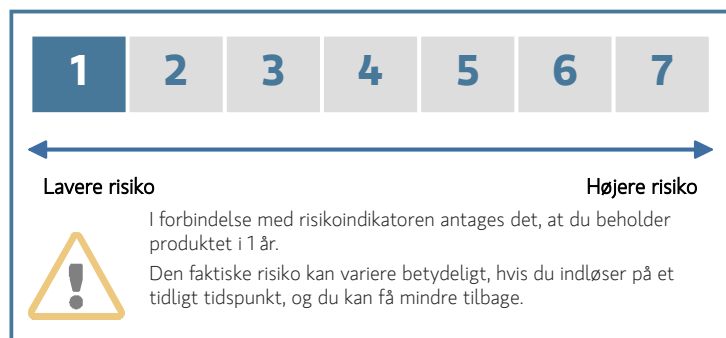 1 2 3 4 5 6 7
Lavere risiko Højere risiko
I forbindelse med risikoindikatoren antages det, at du beholder
produktet i 1 år.
Den faktiske risiko kan variere betydeligt, hvis du indløser på et
tidligt tidspunkt, og du kan få mindre tilbage.